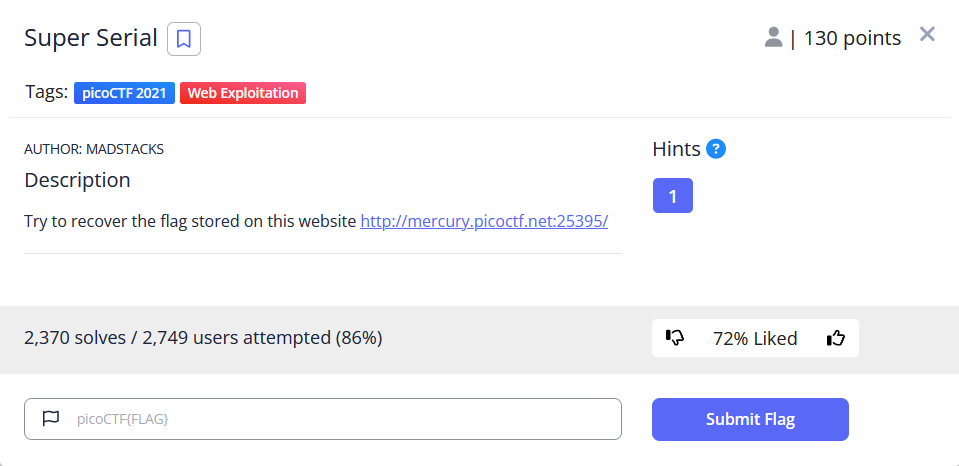 Super Serial
| 130 points
Tags: picoCTF 2021 Web Exploitation
AUTHOR: MADSTACKS
Description
Try to recover the flag stored on this website http://mercury.picoctf.net:25395/
Hints ?
1
2,370 solves / 2,749 users attempted (86%)
72% Liked
picoCTF{FLAG}
Submit Flag